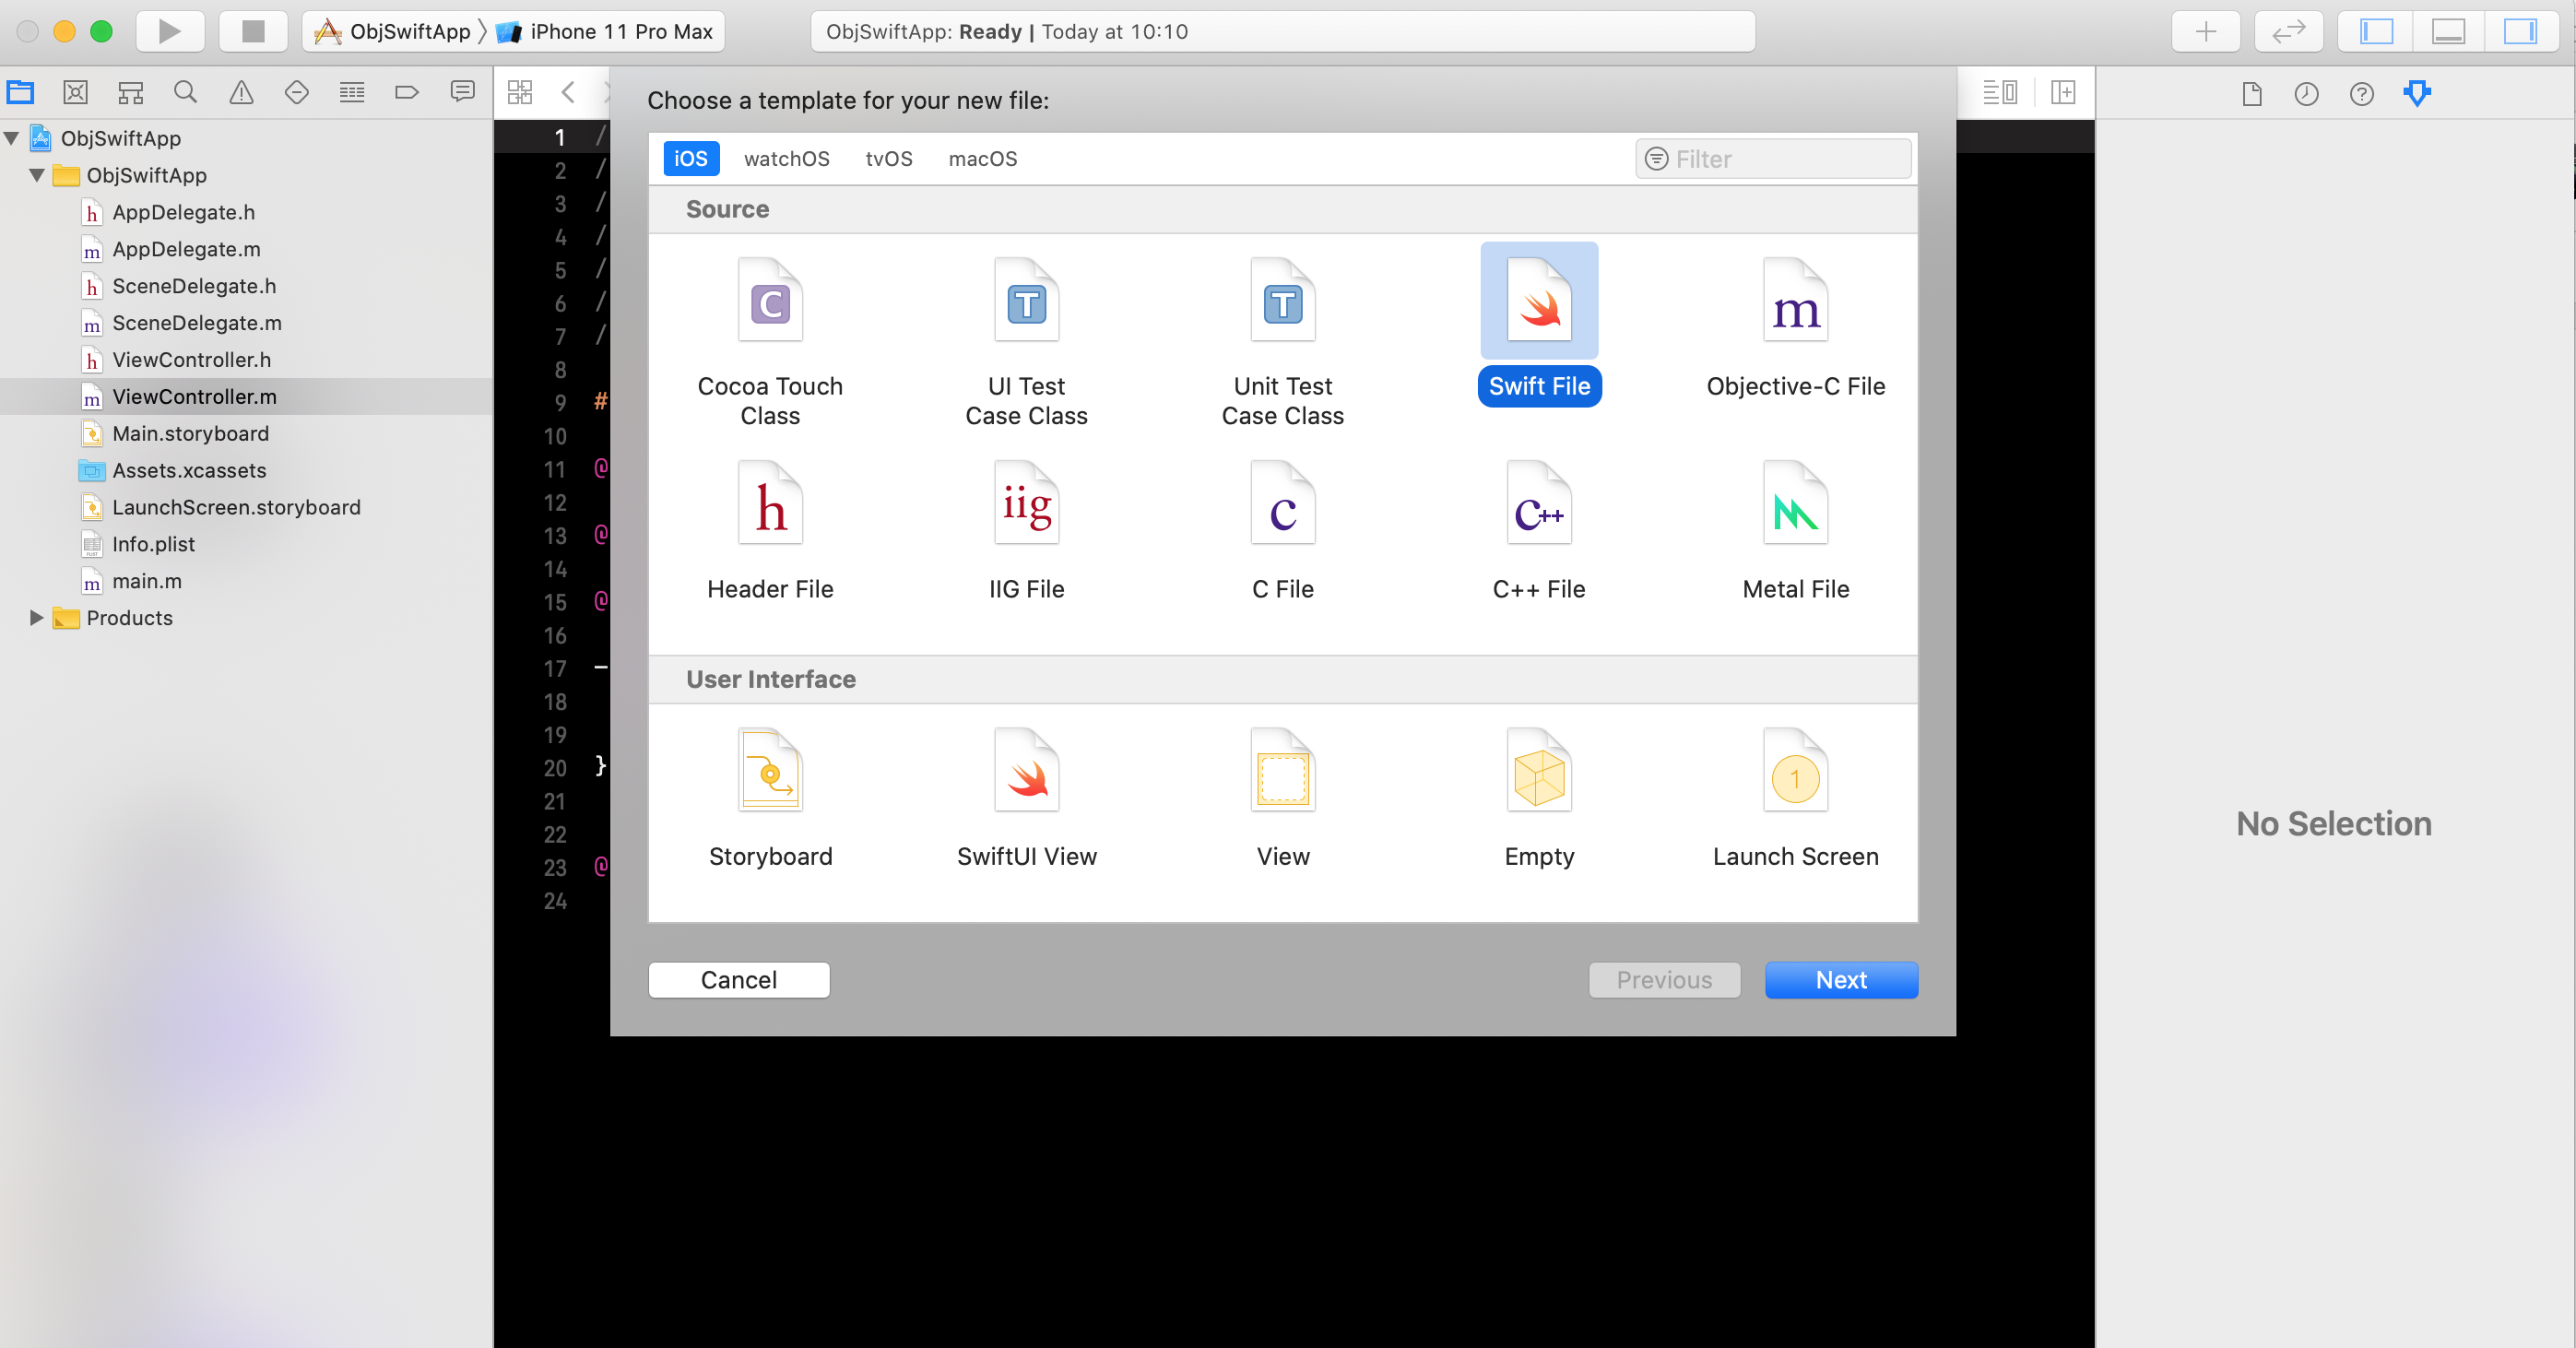 ObjSwiftApp iPhone 11 Pro Max
ObjSwiftApp: Ready | Today at 10:10
ObjSwiftApp
ObjSwiftApp
h AppDelegate.h
m AppDelegate.m
h SceneDelegate.h
m SceneDelegate.m
h ViewController.h
m ViewController.m
Main.storyboard
Assets.xcassets
LaunchScreen.storyboard
Info.plist
m main.m
Products
1 /
2 /
3 /
4 /
5 /
6 /
7 /
8
9 #
10
11 @
12
13 @
14
15 @
16
17 -
18
19
20 }
21
22
23 @
24
Choose a template for your new file:
iOS watchOS tvOS macOS
Filter
Source
C T T m
Cocoa Touch Class
UI Test Case Class
Unit Test Case Class
Swift File
Objective-C File
h iig c c++
Header File
IIG File
C File
C++ File
Metal File
User Interface
1
Storyboard
SwiftUI View
View
Empty
Launch Screen
Cancel
Previous
Next
No Selection